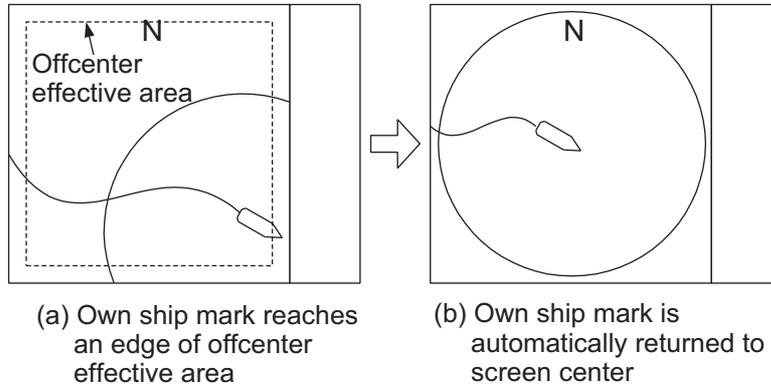 N
Offcenter
effective area
N
(a) Own ship mark reaches
an edge of offcenter
effective area
(b) Own ship mark is
automatically returned to
screen center